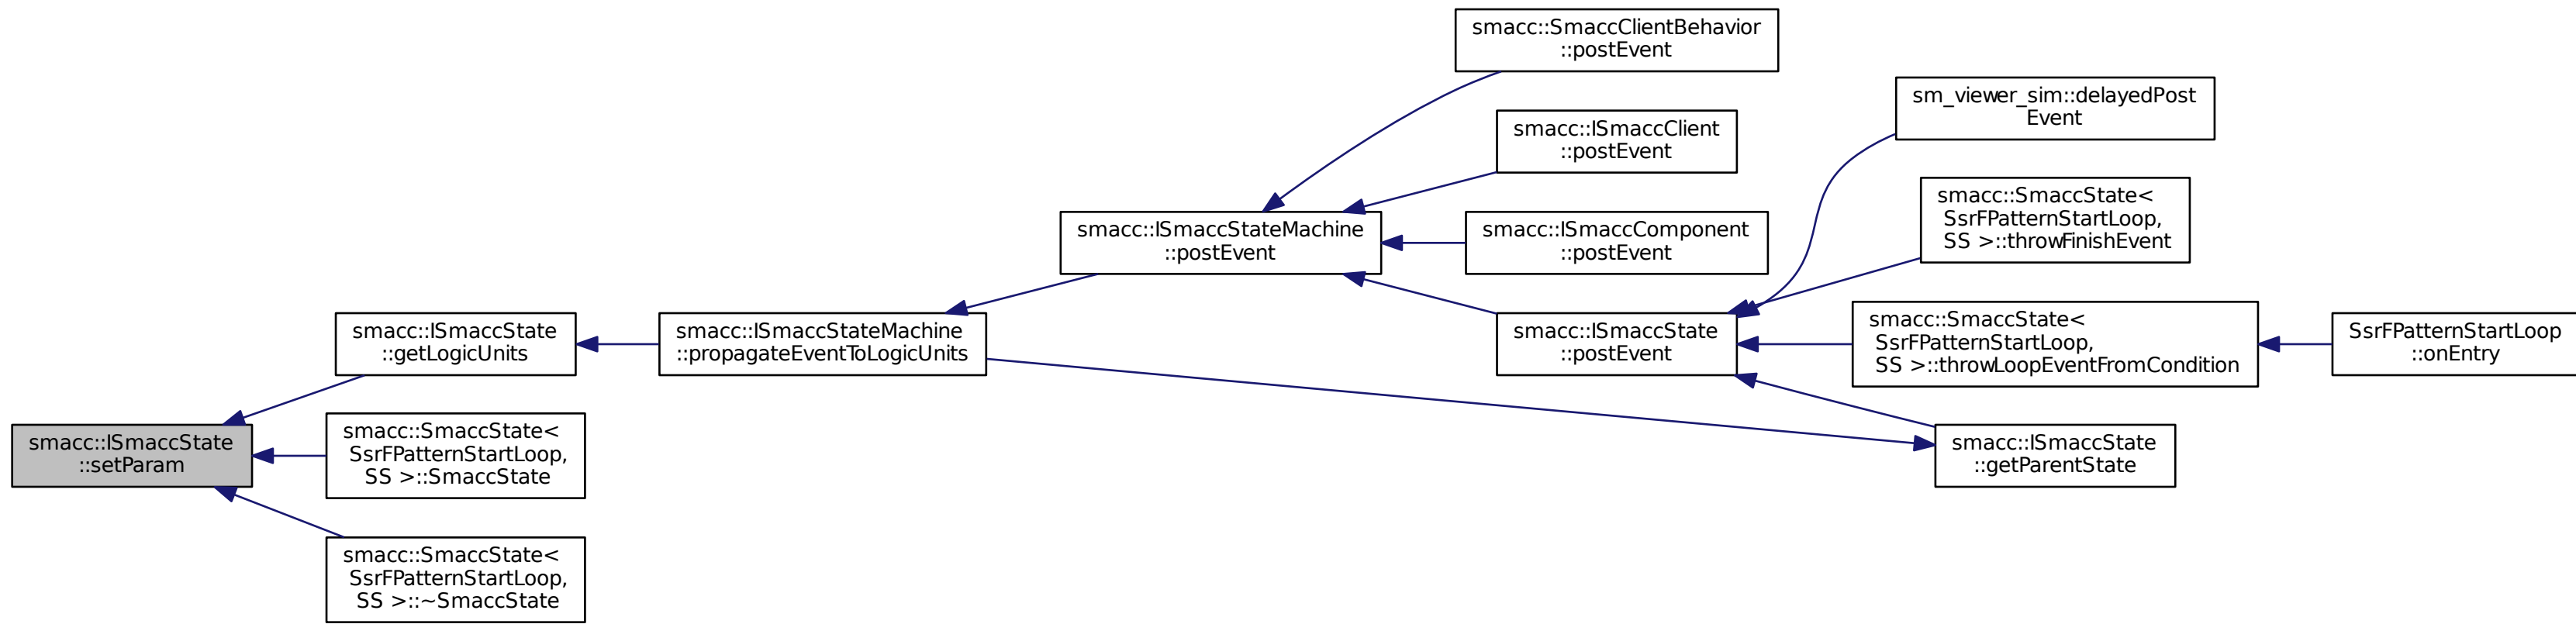 smacc::SmaccClientBehavior
::postEvent
sm_viewer_sim::delayedPost
Event
smacc::ISmaccClient
::postEvent
smacc::SmaccState<
SsrFPatternStartLoop,
SS >::throwFinishEvent
smacc::ISmaccStateMachine
::postEvent
smacc::ISmaccComponent
::postEvent
smacc::ISmaccState
::getLogicUnits
smacc::ISmaccStateMachine
::propagateEventToLogicUnits
smacc::ISmaccState
::postEvent
smacc::SmaccState<
SsrFPatternStartLoop,
SS >::throwLoopEventFromCondition
SsrFPatternStartLoop
::onEntry
smacc::ISmaccState
::setParam
smacc::SmaccState<
SsrFPatternStartLoop,
SS >::SmaccState
smacc::ISmaccState
::getParentState
smacc::SmaccState<
SsrFPatternStartLoop,
SS >::~SmaccState